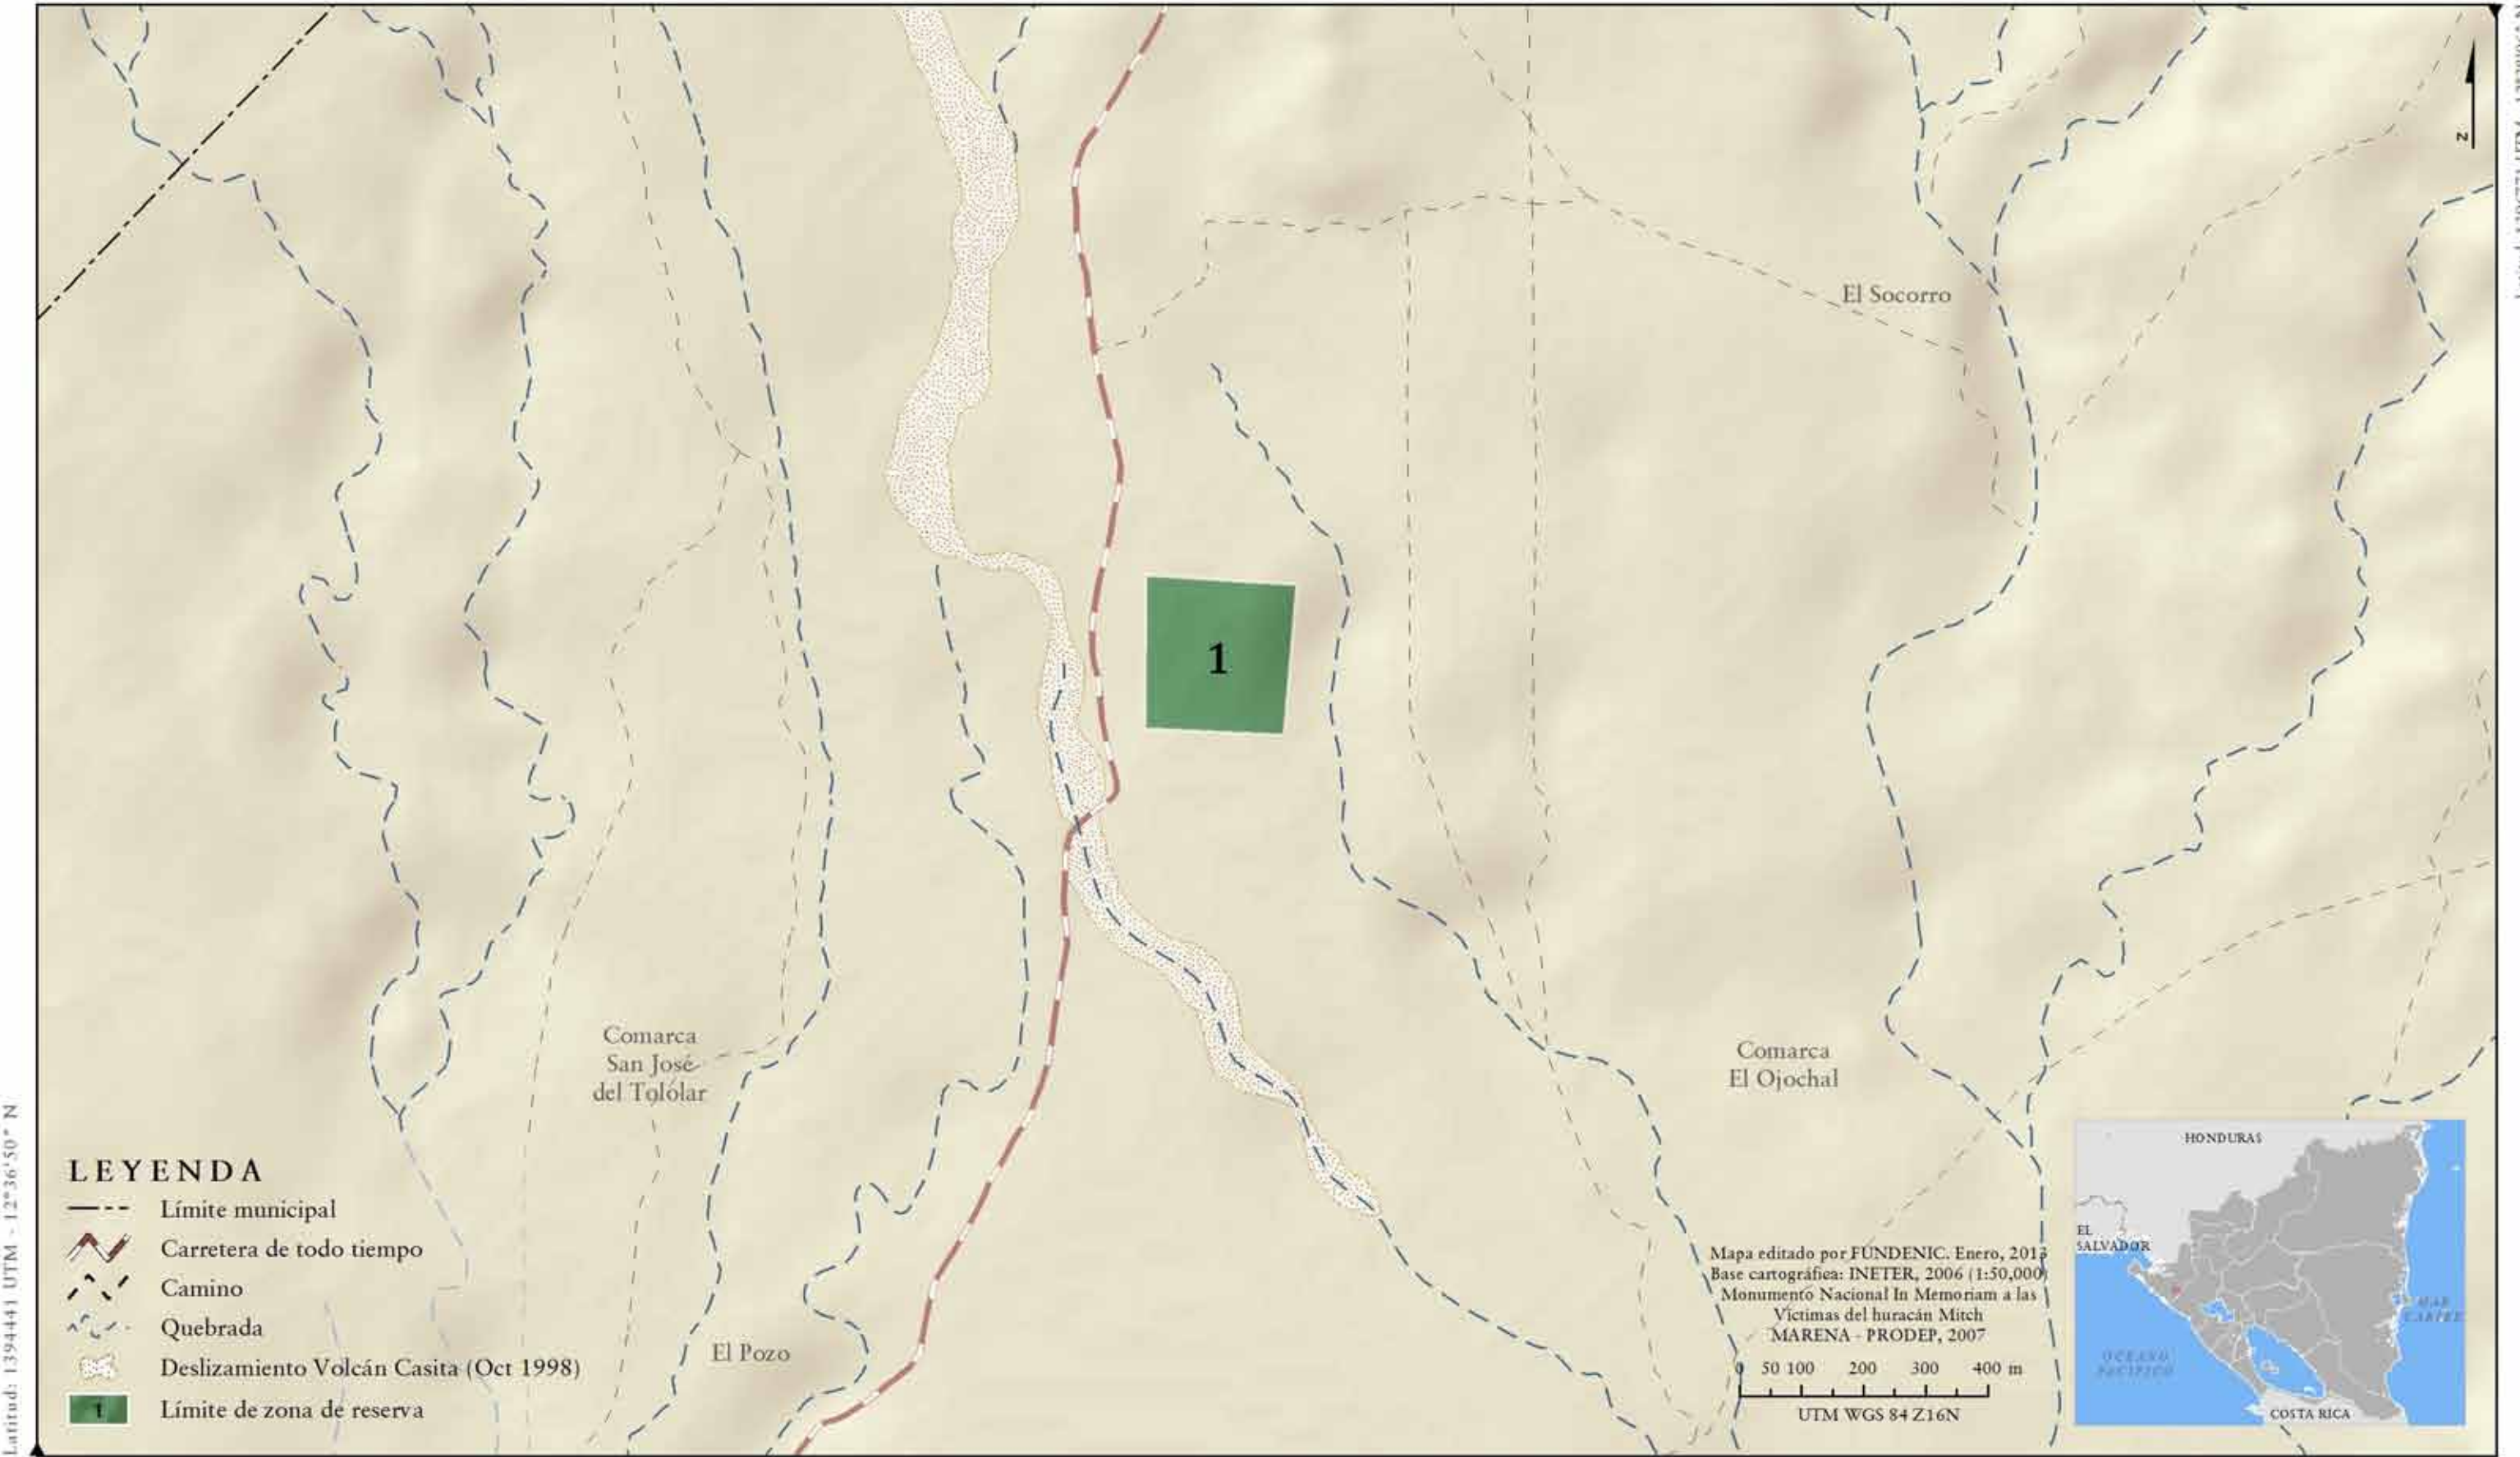 El Socorro
1
Comarca
San José
del Tololar
Comarca
El Ojochal
El Pozo
Latitud: 1394441 UTM - 12°36'50" N
LEYENDA
Límite municipal
Carretera de todo tiempo
Camino
Quebrada
Deslizamiento Volcán Casita (Oct 1998)
1 Límite de zona de reserva
Mapa editado por FUNDENIC. Enero, 2013
Base cartográfica: INETER, 2006 (1:50,000)
Monumento Nacional In Memoriam a las
Víctimas del huracán Mitch
MARENA - PRODEP, 2007
0 50 100 200 300 400 m
UTM WGS 84 Z16N
HONDURAS
EL
SALVADOR
MAR
CARIBE
OCEANO
PACIFICO
COSTA RICA
N